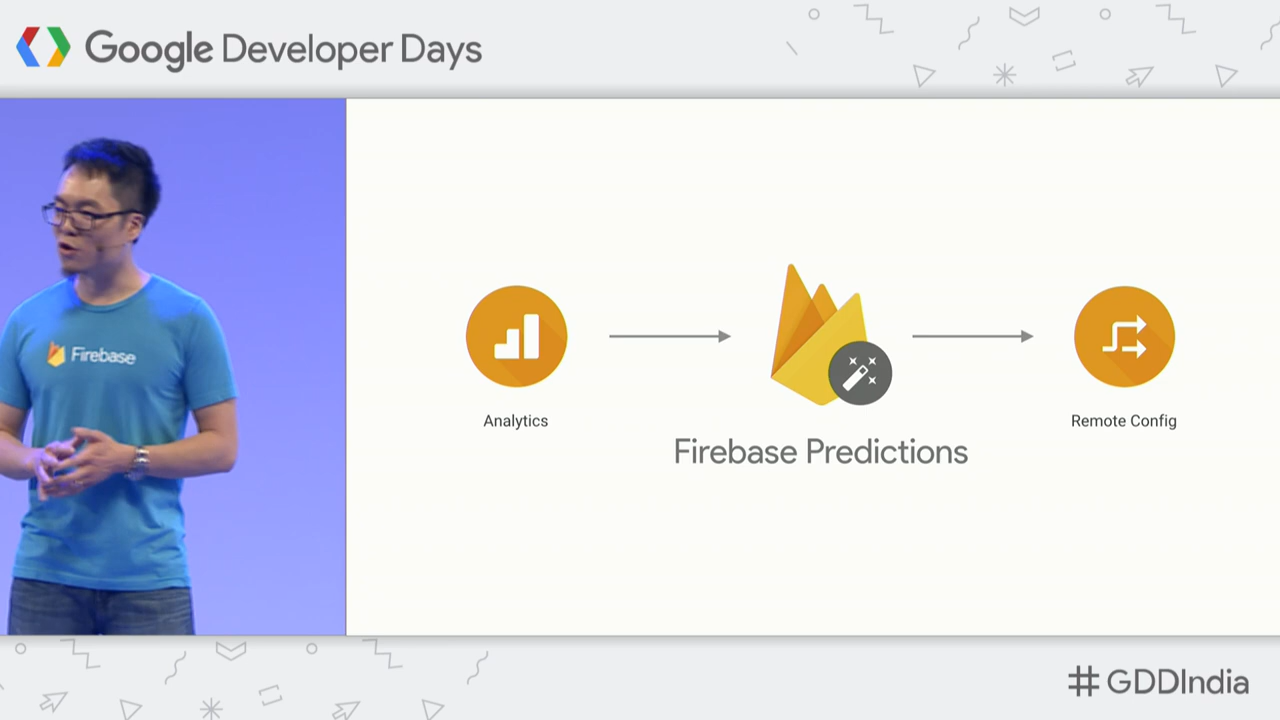 Google Developer Days
Firebase
Analytics
Firebase Predictions
Remote Config
#GDDIndia